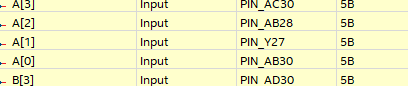 A[3] Input PIN_AC30 5B
A[2] Input PIN_AB28 5B
A[1] Input PIN_Y27 5B
A[0] Input PIN_AB30 5B
B[3] Input PIN_AD30 5B